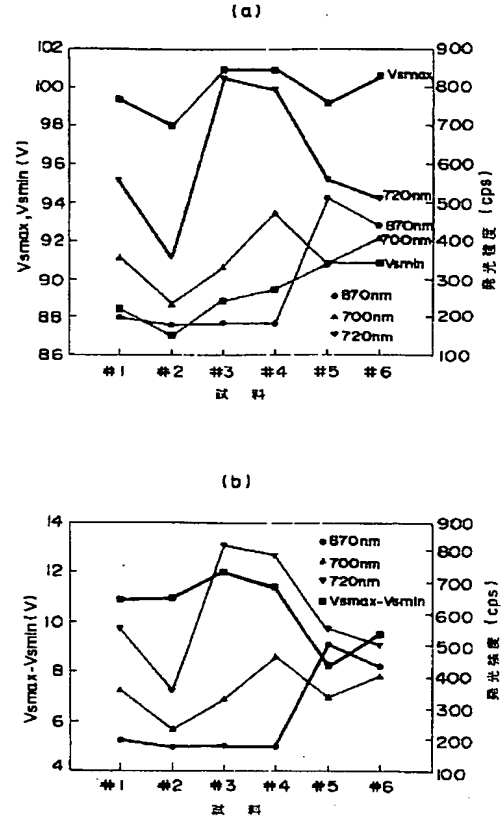 (a)
102
100
98
96
94
92
90
88
86
Vsmax, Vsmin (V)
900
800
700
600
500
400
300
200
100
発光強度 (cps)
Vsmax
720nm
870nm
700nm
Vsmin
870nm
700nm
720nm
#1 #2 #3 #4 #5 #6
試 料
(b)
14
12
10
8
6
4
Vsmax-Vsmin (V)
900
800
700
600
500
400
300
200
100
発光強度 (cps)
870nm
700nm
720nm
Vsmax-Vsmin
#1 #2 #3 #4 #5 #6
試 料